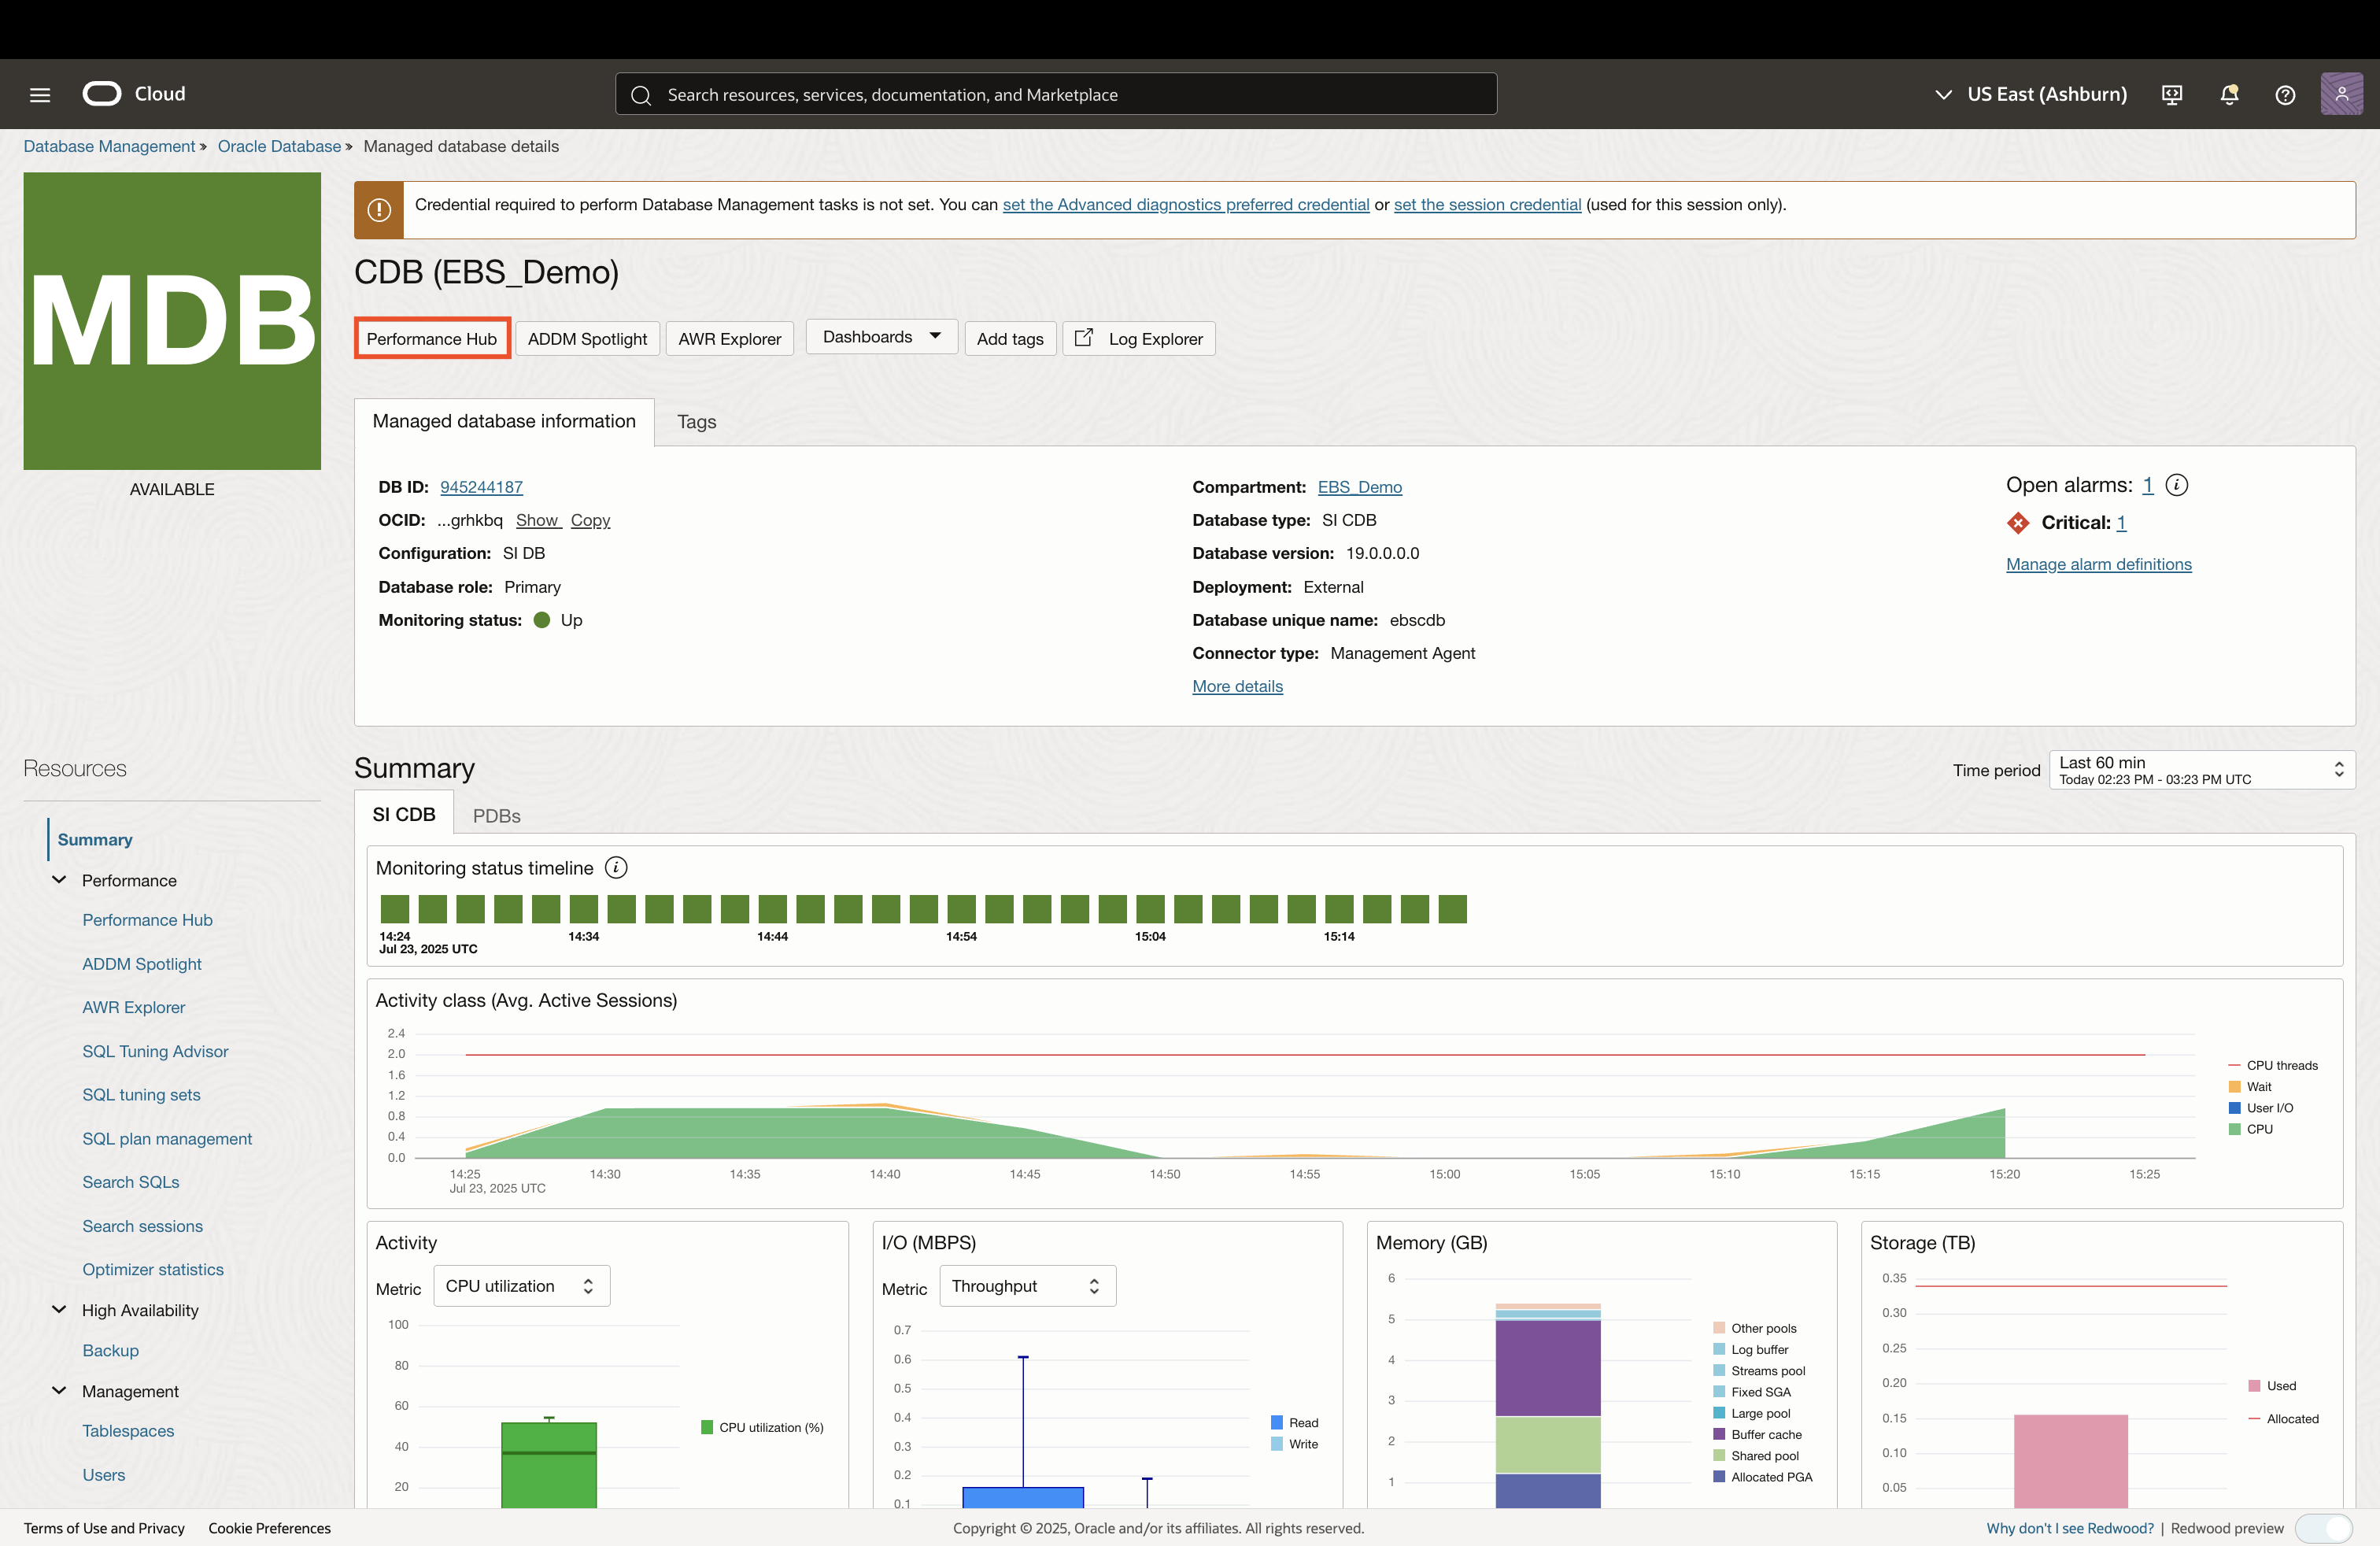 Cloud
Search resources, services, documentation, and Marketplace
US East (Ashburn)
Database Management » Oracle Database » Managed database details
MDB
AVAILABLE
Credential required to perform Database Management tasks is not set. You can set the Advanced diagnostics preferred credential or set the session credential (used for this session only).
CDB (EBS_Demo)
Performance Hub ADDM Spotlight AWR Explorer Dashboards Add tags Log Explorer
Managed database information Tags
DB ID: 945244187
OCID: ...grhkbq Show Copy
Configuration: SI DB
Database role: Primary
Monitoring status: Up
Compartment: EBS_Demo
Database type: SI CDB
Database version: 19.0.0.0.0
Deployment: External
Database unique name: ebscdb
Connector type: Management Agent
More details
Open alarms: 1
Critical: 1
Manage alarm definitions
Resources
Summary
Performance
Performance Hub
ADDM Spotlight
AWR Explorer
SQL Tuning Advisor
SQL tuning sets
SQL plan management
Search SQLs
Search sessions
Optimizer statistics
High Availability
Backup
Management
Tablespaces
Users
Summary
Time period
Last 60 min
Today 02:23 PM - 03:23 PM UTC
SI CDB PDBs
Monitoring status timeline
14:24 14:34 14:44 14:54 15:04 15:14
Jul 23, 2025 UTC
Activity class (Avg. Active Sessions)
2.4
2.0
1.6
1.2
0.8
0.4
0.0
14:25 14:30 14:35 14:40 14:45 14:50 14:55 15:00 15:05 15:10 15:15 15:20 15:25
Jul 23, 2025 UTC
CPU threads
Wait
User I/O
CPU
Activity
Metric CPU utilization
100
80
60
40
20
CPU utilization (%)
I/O (MBPS)
Metric Throughput
0.7
0.6
0.5
0.4
0.3
0.2
0.1
Read
Write
Memory (GB)
6
5
4
3
2
1
Other pools
Log buffer
Streams pool
Fixed SGA
Large pool
Buffer cache
Shared pool
Allocated PGA
Storage (TB)
0.35
0.30
0.25
0.20
0.15
0.10
0.05
Used
Allocated
Terms of Use and Privacy Cookie Preferences
Copyright © 2025, Oracle and/or its affiliates. All rights reserved.
Why don't I see Redwood? | Redwood preview